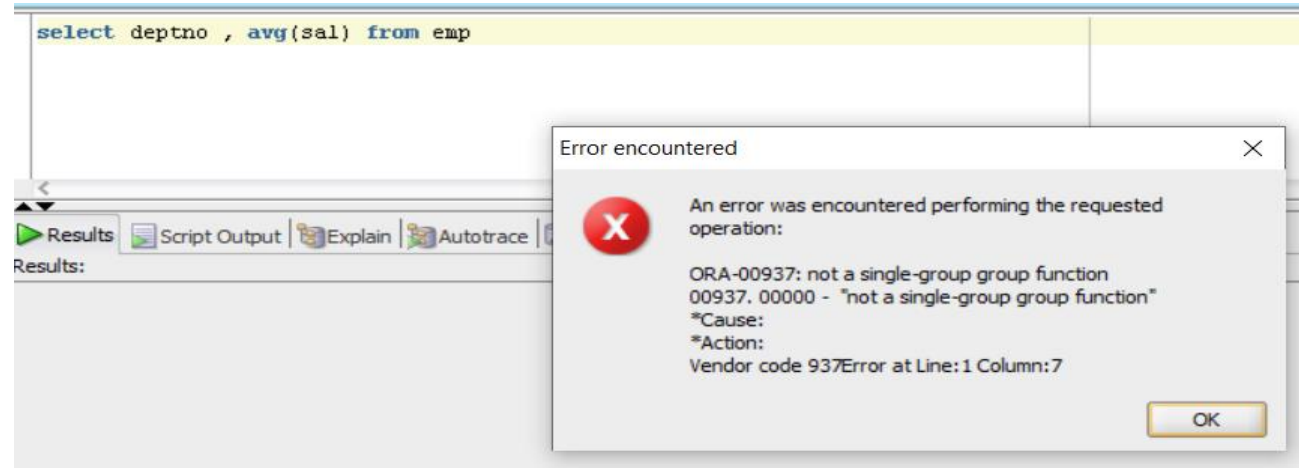 select deptno , avg(sal) from emp
Error encountered
An error was encountered performing the requested
operation:
ORA-00937: not a single-group group function
00937. 00000 - "not a single-group group function"
*Cause:
*Action:
Vendor code 937Error at Line:1 Column:7
OK
Results Script Output Explain Autotrace
Results: